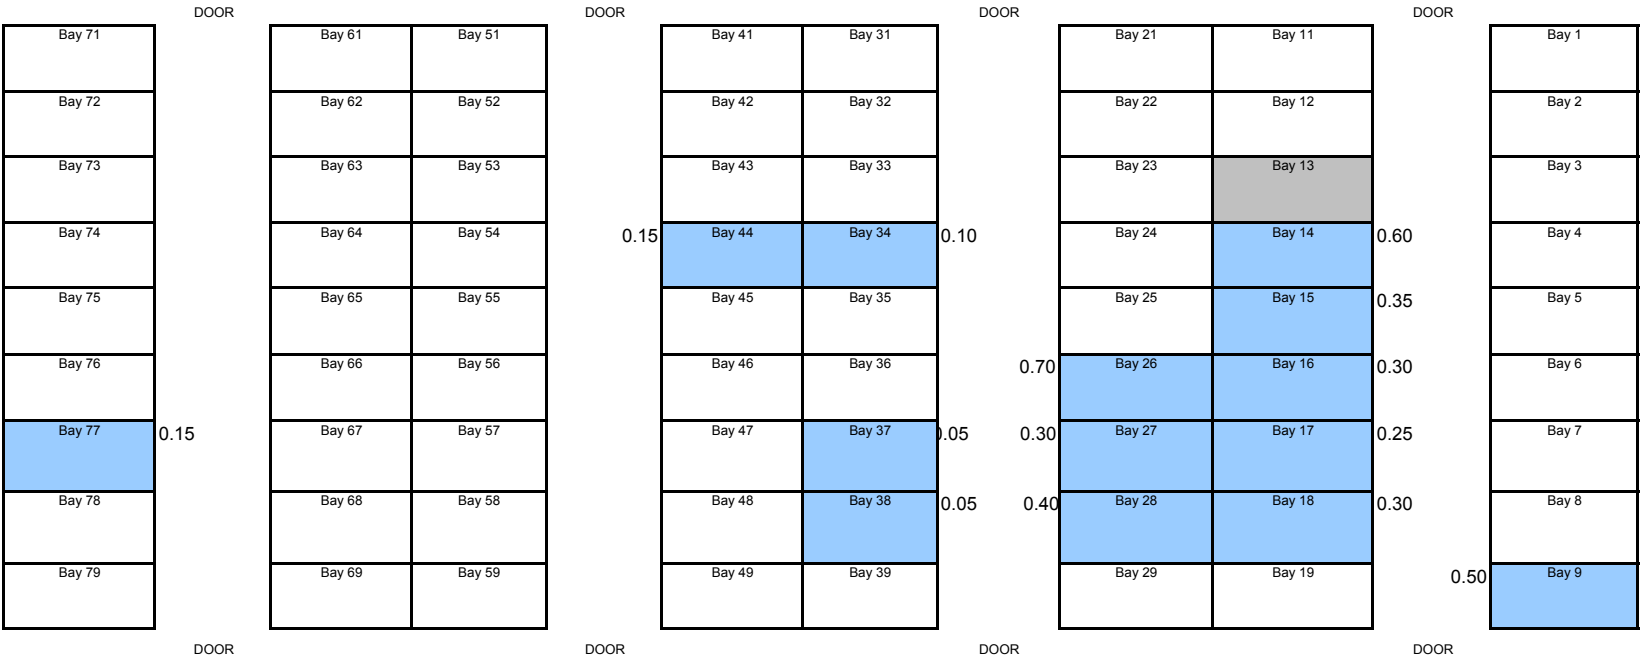 DOOR DOOR DOOR DOOR
Bay 71 Bay 61 Bay 51 Bay 41 Bay 31 Bay 21 Bay 11 Bay 1
Bay 72 Bay 62 Bay 52 Bay 42 Bay 32 Bay 22 Bay 12 Bay 2
Bay 73 Bay 63 Bay 53 Bay 43 Bay 33 Bay 23 Bay 13 Bay 3
Bay 74 Bay 64 Bay 54 0.15 Bay 44 Bay 34 0.10 Bay 24 Bay 14 0.60 Bay 4
Bay 75 Bay 65 Bay 55 Bay 45 Bay 35 Bay 25 Bay 15 0.35 Bay 5
Bay 76 Bay 66 Bay 56 Bay 46 Bay 36 0.70 Bay 26 Bay 16 0.30 Bay 6
Bay 77 0.15 Bay 67 Bay 57 Bay 47 Bay 37 .05 0.30 Bay 27 Bay 17 0.25 Bay 7
Bay 78 Bay 68 Bay 58 Bay 48 Bay 38 0.05 0.40 Bay 28 Bay 18 0.30 Bay 8
Bay 79 Bay 69 Bay 59 Bay 49 Bay 39 Bay 29 Bay 19 0.50 Bay 9
DOOR DOOR DOOR DOOR